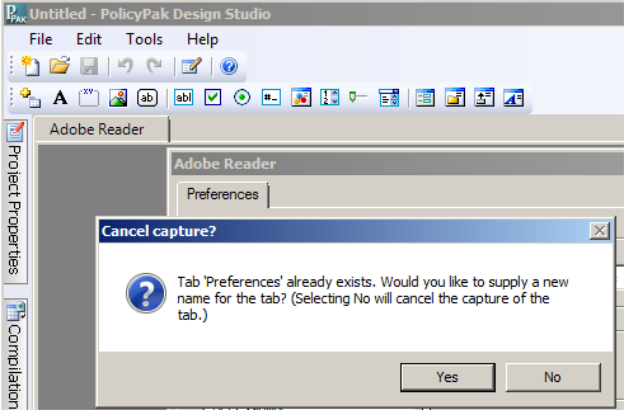 Untitled - PolicyPak Design Studio
File Edit Tools Help
Adobe Reader
Adobe Reader
Preferences
Project Properties
Compilation
Cancel capture?
Tab 'Preferences' already exists. Would you like to supply a new
name for the tab? (Selecting No will cancel the capture of the
tab.)
Yes No